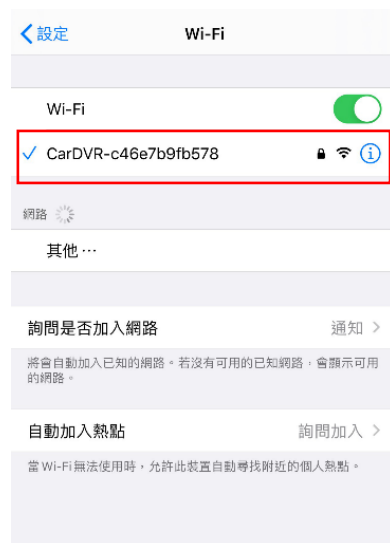 設定
Wi-Fi
Wi-Fi
CarDVR-c46e7b9fb578
網路
其他…
詢問是否加入網路
通知
將會自動加入已知的網路。若沒有可用的已知網路，會顯示可用
的網路。
自動加入熱點
詢問加入
當 Wi-Fi 無法使用時，允許此裝置自動尋找附近的個人熱點。